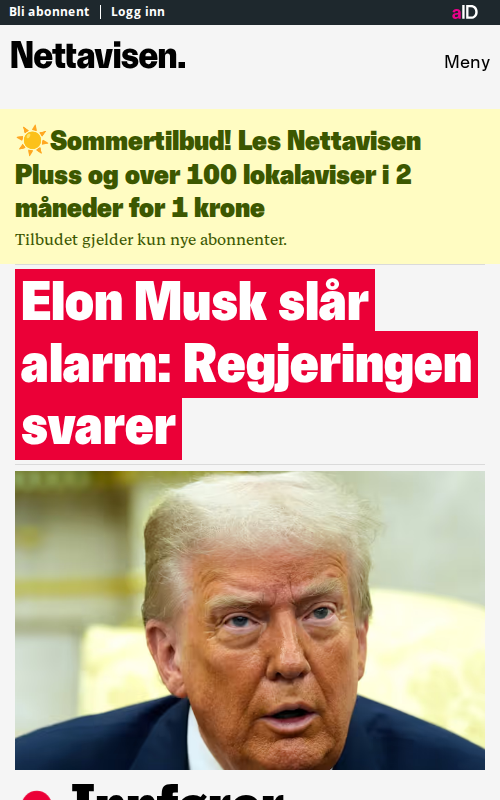 Bli abonnent
Logg inn
aID
Nettavisen.
Meny
☀️Sommertilbud! Les Nettavisen
Pluss og over 100 lokalaviser i 2
måneder for 1 krone
Tilbudet gjelder kun nye abonnenter.
Elon Musk slår
alarm: Regjeringen
svarer
Innfører